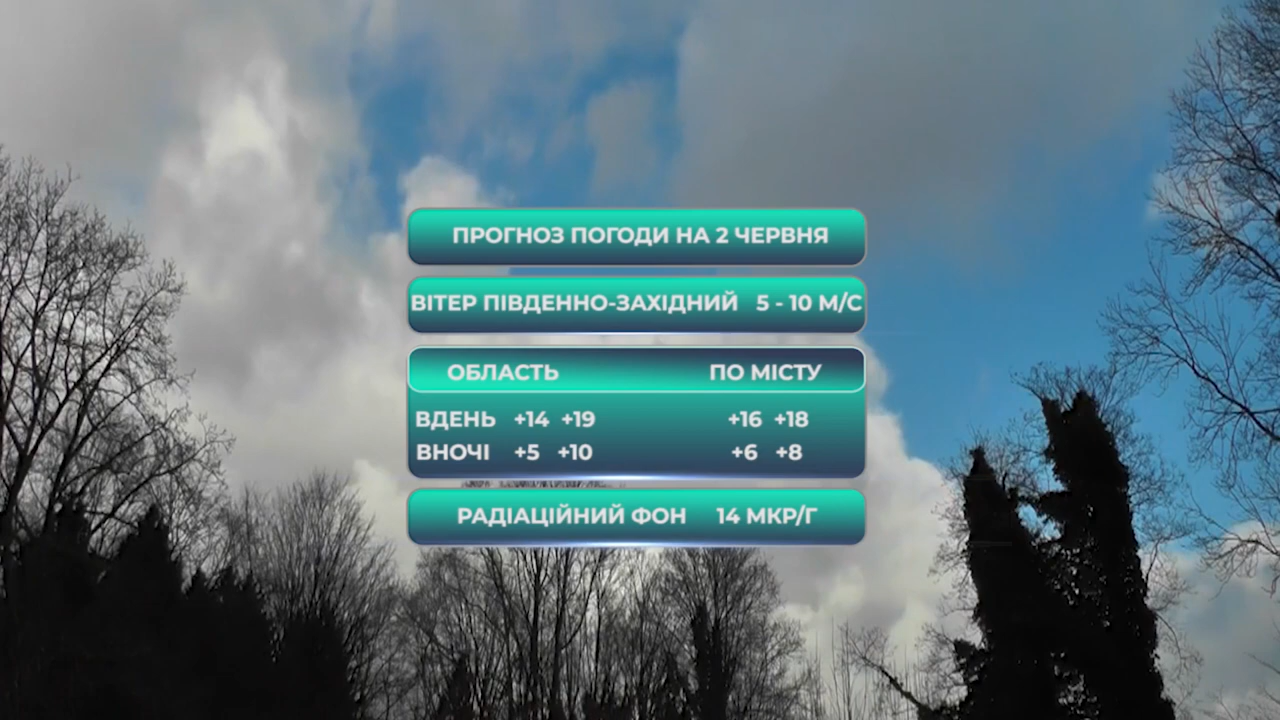 ПРОГНОЗ ПОГОДИ НА 2 ЧЕРВНЯ
ВІТЕР ПІВДЕННО-ЗАХІДНИЙ 5 - 10 М/С
ОБЛАСТЬ ПО МІСТУ
ВДЕНЬ +14 +19 +16 +18
ВНОЧІ +5 +10 +6 +8
РАДІАЦІЙНИЙ ФОН 14 МКР/Г